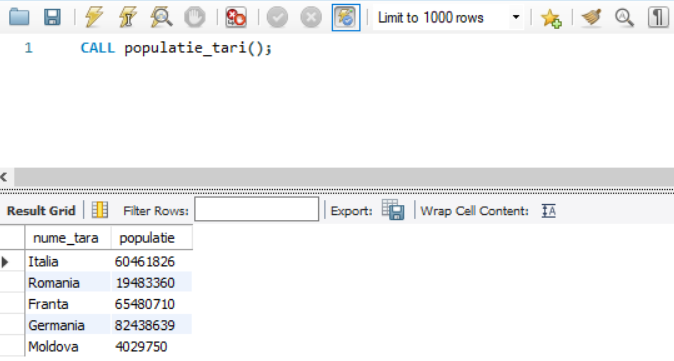 Limit to 1000 rows
1 CALL populatie_tari();
Result Grid Filter Rows: Export: Wrap Cell Content:
nume_tara populatie
Italia 60461826
Romania 19483360
Franta 65480710
Germania 82438639
Moldova 4029750